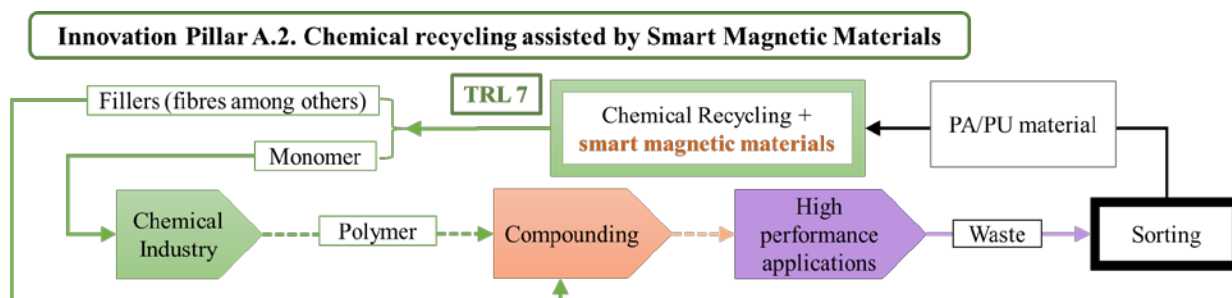 Innovation Pillar A.2. Chemical recycling assisted by Smart Magnetic Materials
Fillers (fibres among others)
TRL 7
Chemical Recycling +
smart magnetic materials
PA/PU material
Monomer
Chemical
Industry
Polymer
Compounding
High
performance
applications
Waste
Sorting